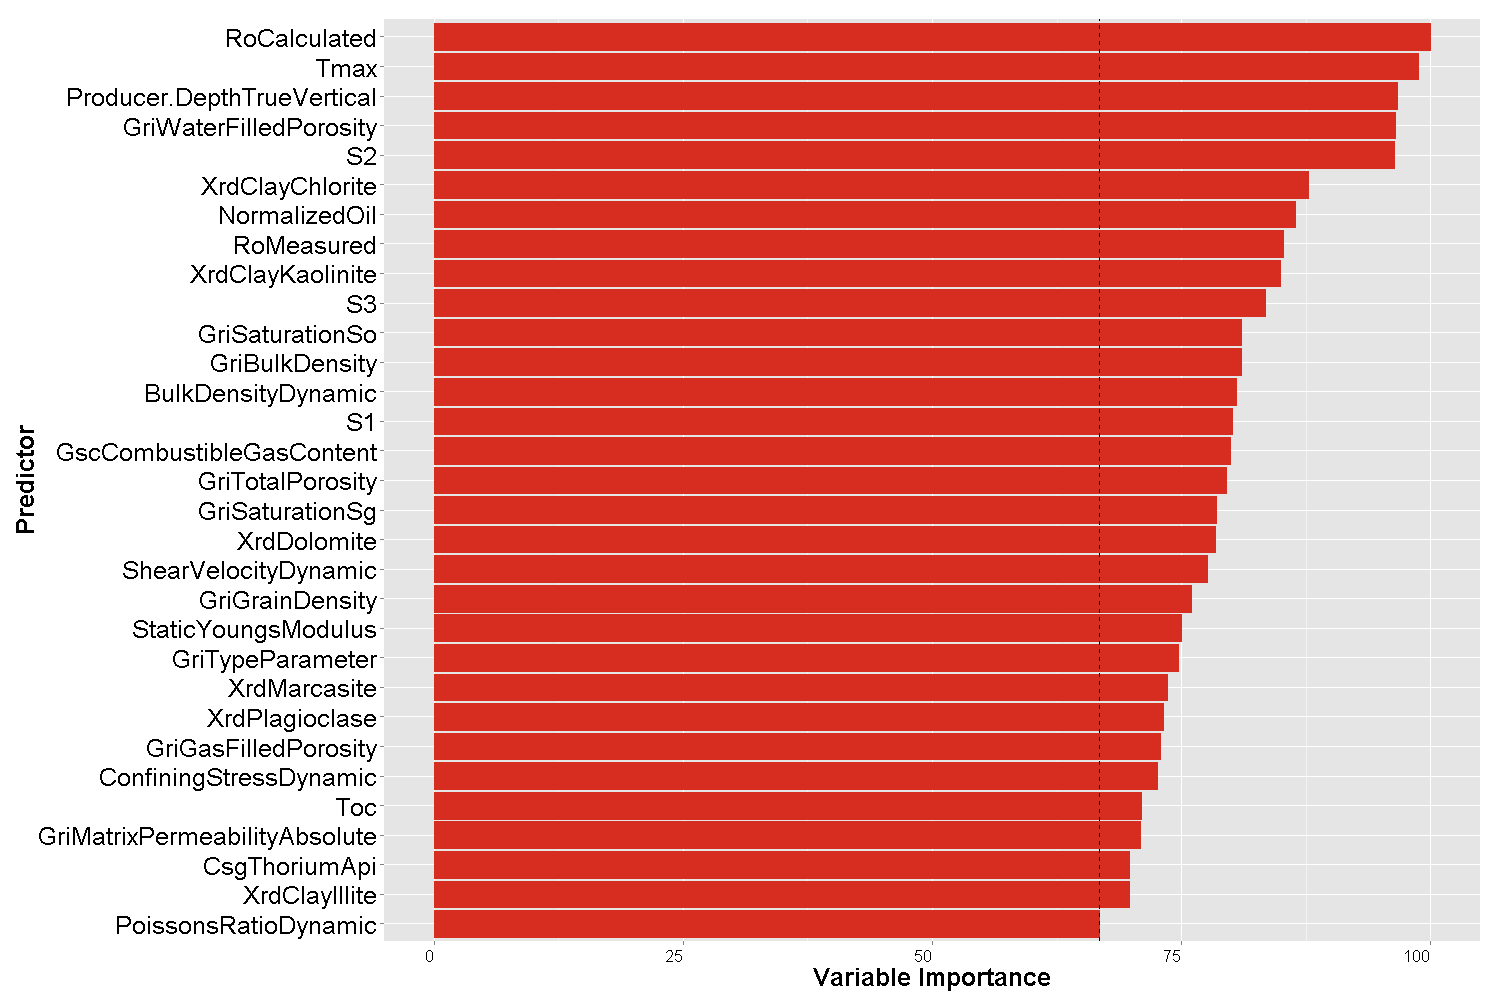 RoCalculated
Tmax
Producer.DepthTrueVertical
GriWaterFilledPorosity
S2
XrdClayChlorite
NormalizedOil
RoMeasured
XrdClayKaolinite
S3
GriSaturationSo
GriBulkDensity
BulkDensityDynamic
S1
GscCombustibleGasContent
GriTotalPorosity
GriSaturationSg
XrdDolomite
ShearVelocityDynamic
GriGrainDensity
StaticYoungsModulus
GriTypeParameter
XrdMarcasite
XrdPlagioclase
GriGasFilledPorosity
ConfiningStressDynamic
Toc
GriMatrixPermeabilityAbsolute
CsgThoriumApi
XrdClayIllite
PoissonsRatioDynamic
Predictor
0 25 50 75 100
Variable Importance